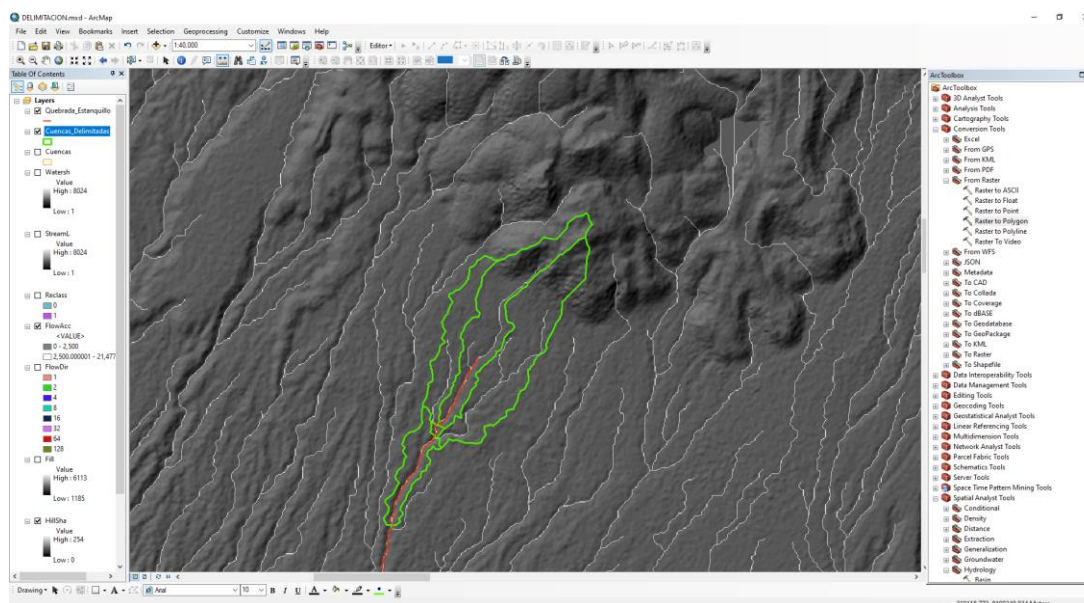 DELIMITACION.mxd - ArcMap
File Edit View Bookmarks Insert Selection Geoprocessing Customize Windows Help
1:40.000
Editor
Table Of Contents
Layers
Quebrada_Estanquillo
Cuencas_Delimitadas
Cuencas
Watersh
Value
High : 8024
Low : 1
StreamL
Value
High : 8024
Low : 1
Reclass
0
1
FlowAcc
<VALUE>
0 - 2,500
2,500.000001 - 21,477
FlowDir
1
2
4
8
16
32
64
128
Fill
Value
High : 6113
Low : 1185
HillSha
Value
High : 254
Low : 0
ArcToolbox
ArcToolbox
3D Analyst Tools
Analysis Tools
Cartography Tools
Conversion Tools
Excel
From GPS
From KML
From PDF
From Raster
Raster to ASCII
Raster to Float
Raster to Point
Raster to Polygon
Raster to Polyline
Raster To Video
From WFS
JSON
Metadata
To CAD
To Collada
To Coverage
To dBASE
To Geodatabase
To GeoPackage
To KML
To Raster
To Shapefile
Data Interoperability Tools
Data Management Tools
Editing Tools
Geocoding Tools
Geostatistical Analyst Tools
Linear Referencing Tools
Multidimension Tools
Network Analyst Tools
Parcel Fabric Tools
Schematics Tools
Server Tools
Space Time Pattern Mining Tools
Spatial Analyst Tools
Conditional
Density
Distance
Extraction
Generalization
Groundwater
Hydrology
Basin
Drawing
Arial
10
B I U A